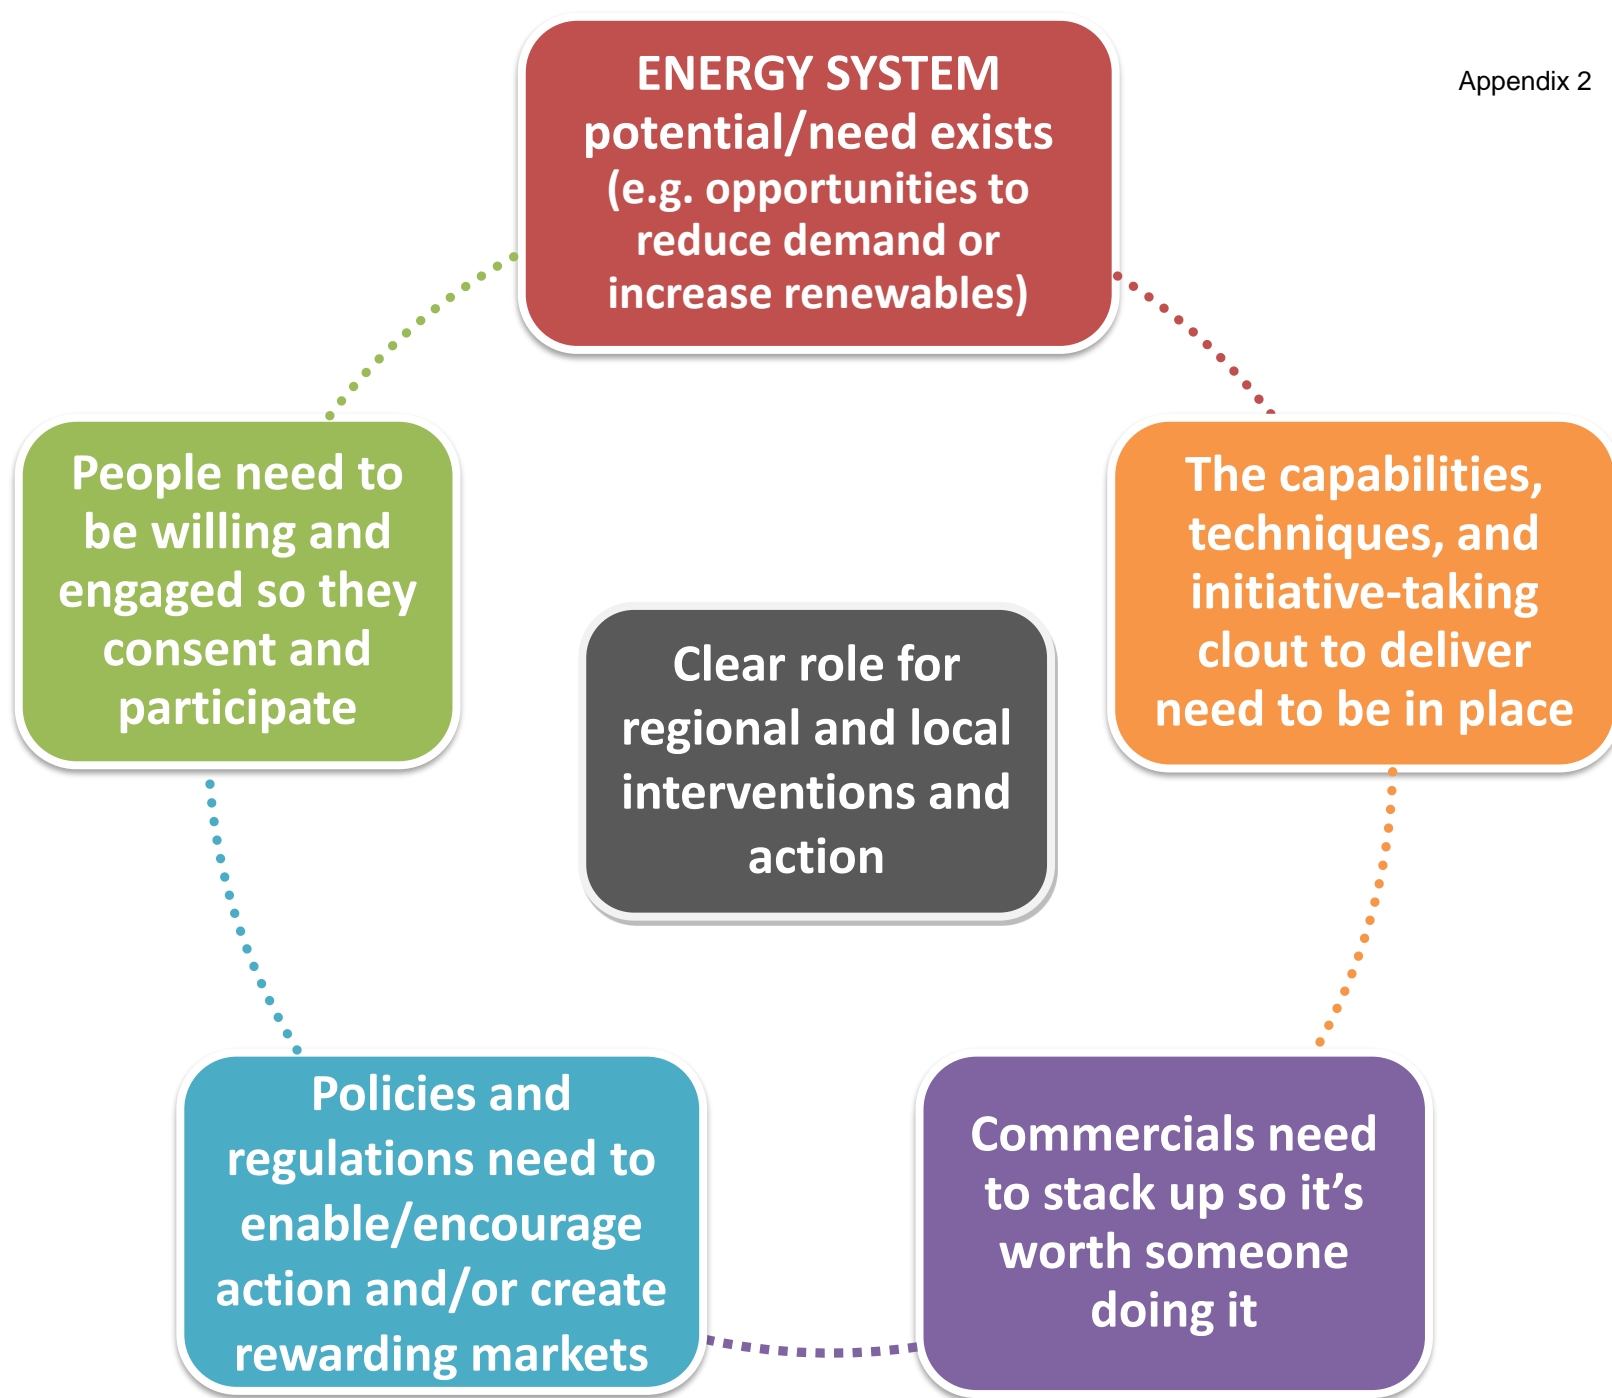 Appendix 2
ENERGY SYSTEM
potential/need exists
(e.g. opportunities to
reduce demand or
increase renewables)
People need to
be willing and
engaged so they
consent and
participate
The capabilities,
techniques, and
initiative-taking
clout to deliver
need to be in place
Clear role for
regional and local
interventions and
action
Policies and
regulations need to
enable/encourage
action and/or create
rewarding markets
Commercials need
to stack up so it’s
worth someone
doing it